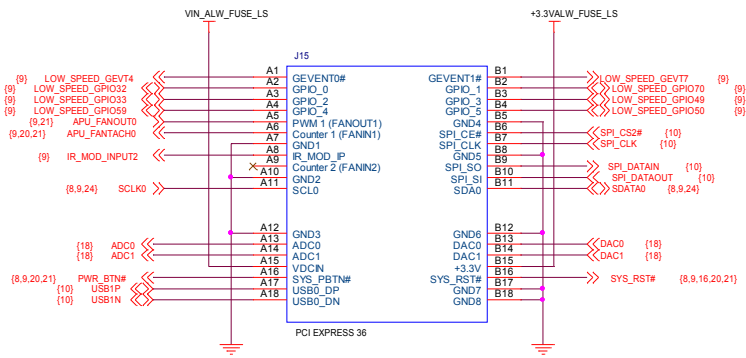 VIN_ALW_FUSE_LS +3.3VALW_FUSE_LS
J15
{9} LOW_SPEED_GEVT4 A1 GEVENT0# GEVENT1# B1 LOW_SPEED_GEVT7 {9}
{9} LOW_SPEED_GPIO32 A2 GPIO_0 GPIO_1 B2 LOW_SPEED_GPIO70 {9}
{9} LOW_SPEED_GPIO33 A3 GPIO_2 GPIO_3 B3 LOW_SPEED_GPIO49 {9}
{9} LOW_SPEED_GPIO59 A4 GPIO_4 GPIO_5 B4 LOW_SPEED_GPIO50 {9}
{9,21} APU_FANOUT0 A5 PWM 1 (FANOUT1) GND4 B5
{9,20,21} APU_FANTACH0 A6 Counter 1 (FANIN1) SPI_CE# B6 SPI_CS2# {10}
A7 GND1 SPI_CLK B7 SPI_CLK {10}
{9} IR_MOD_INPUT2 A8 IR_MOD_IP GND5 B8
A9 Counter 2 (FANIN2) SPI_SO B9 SPI_DATAIN {10}
A10 GND2 SPI_SI B10 SPI_DATAOUT {10}
{8,9,24} SCLK0 A11 SCL0 SDA0 B11 SDATA0 {8,9,24}
A12 GND3 GND6 B12
{18} ADC0 A13 ADC0 DAC0 B13 DAC0 {18}
{18} ADC1 A14 ADC1 DAC1 B14 DAC1 {18}
A15 VDCIN +3.3V B15
{8,9,20,21} PWR_BTN# A16 SYS_PBTN# SYS_RST# B16 SYS_RST# {8,9,16,20,21}
{10} USB1P A17 USB0_DP GND7 B17
{10} USB1N A18 USB0_DN GND8 B18
PCI EXPRESS 36